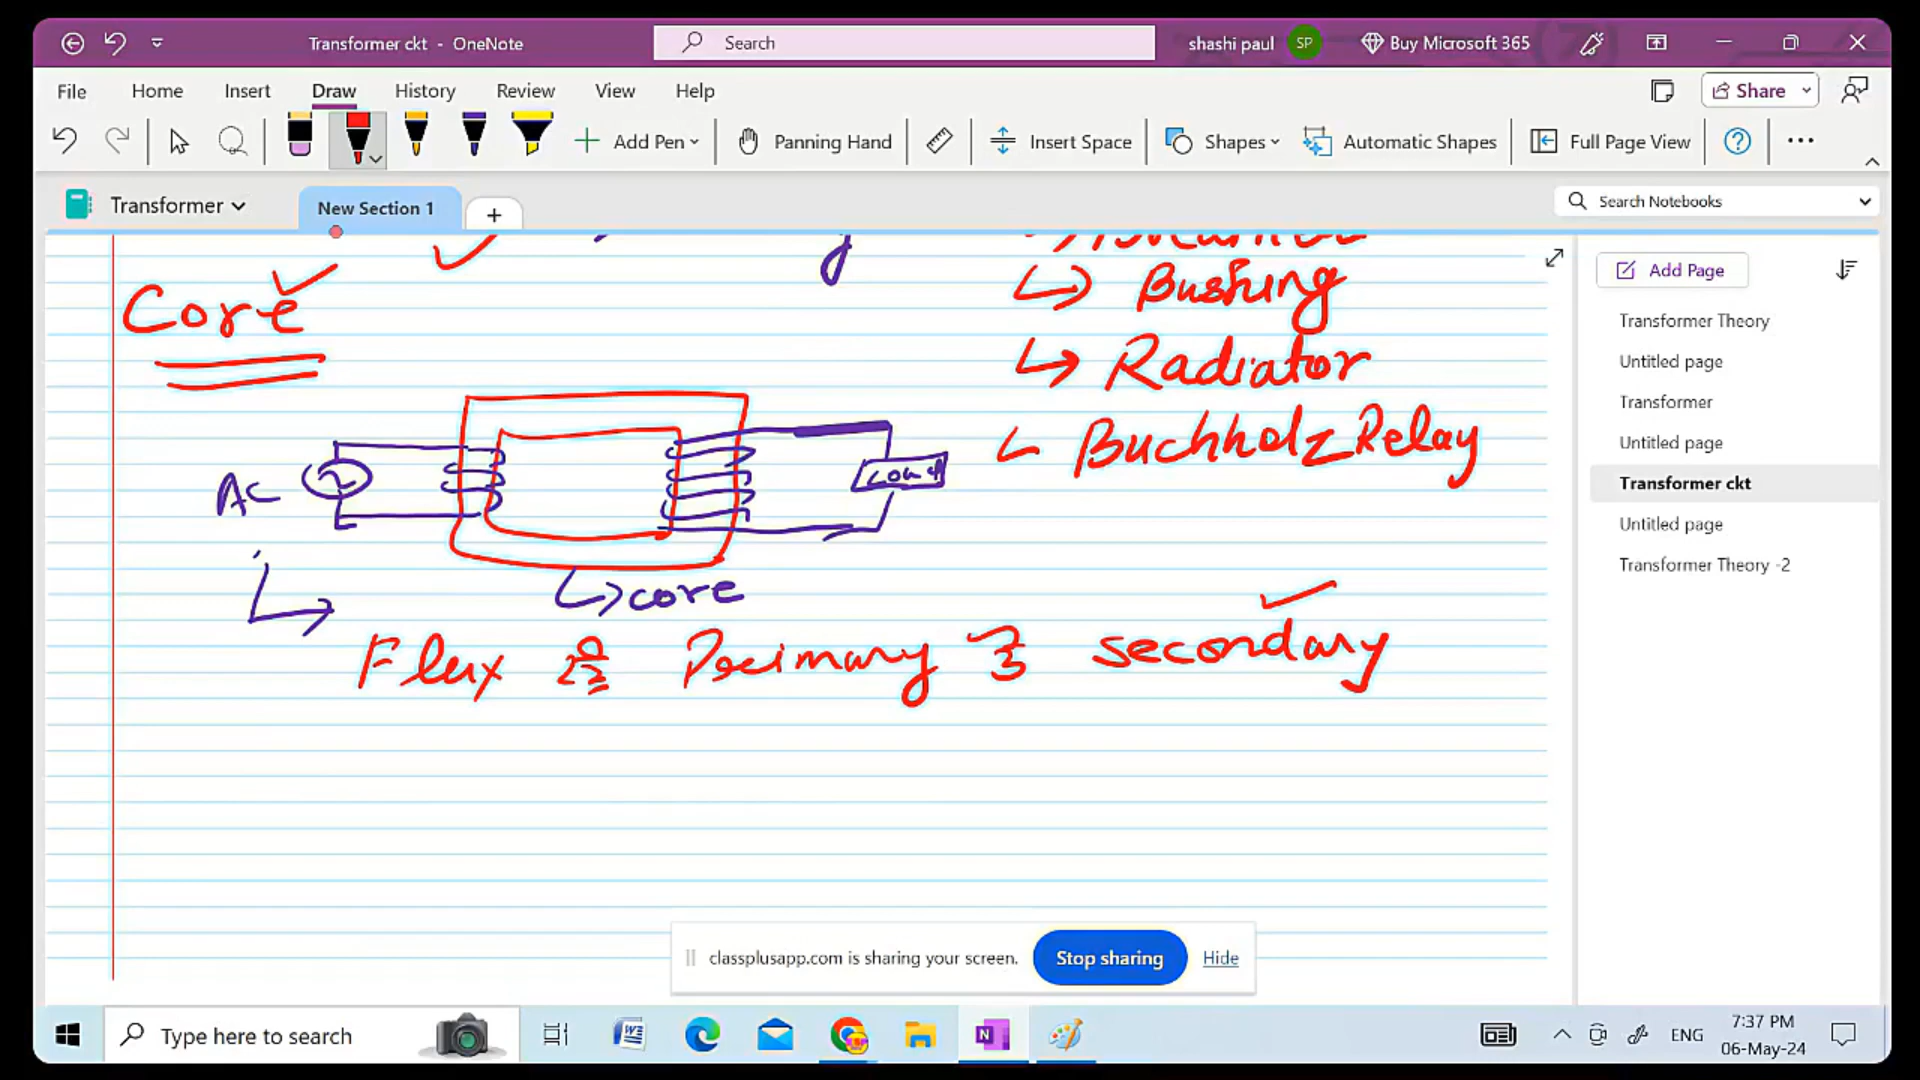 Transformer ckt - OneNote
Search
shashi paul SP
Buy Microsoft 365
File Home Insert Draw History Review View Help
Share
Add Pen Panning Hand Insert Space Shapes Automatic Shapes Full Page View
Transformer
New Section 1
Search Notebooks
Core
Bushing
Radiator
Buchholz Relay
AC
core
Flux Primary secondary
Add Page
Transformer Theory
Untitled page
Transformer
Untitled page
Transformer ckt
Untitled page
Transformer Theory -2
classplusapp.com is sharing your screen.
Stop sharing
Hide
Type here to search
ENG
7:37 PM
06-May-24